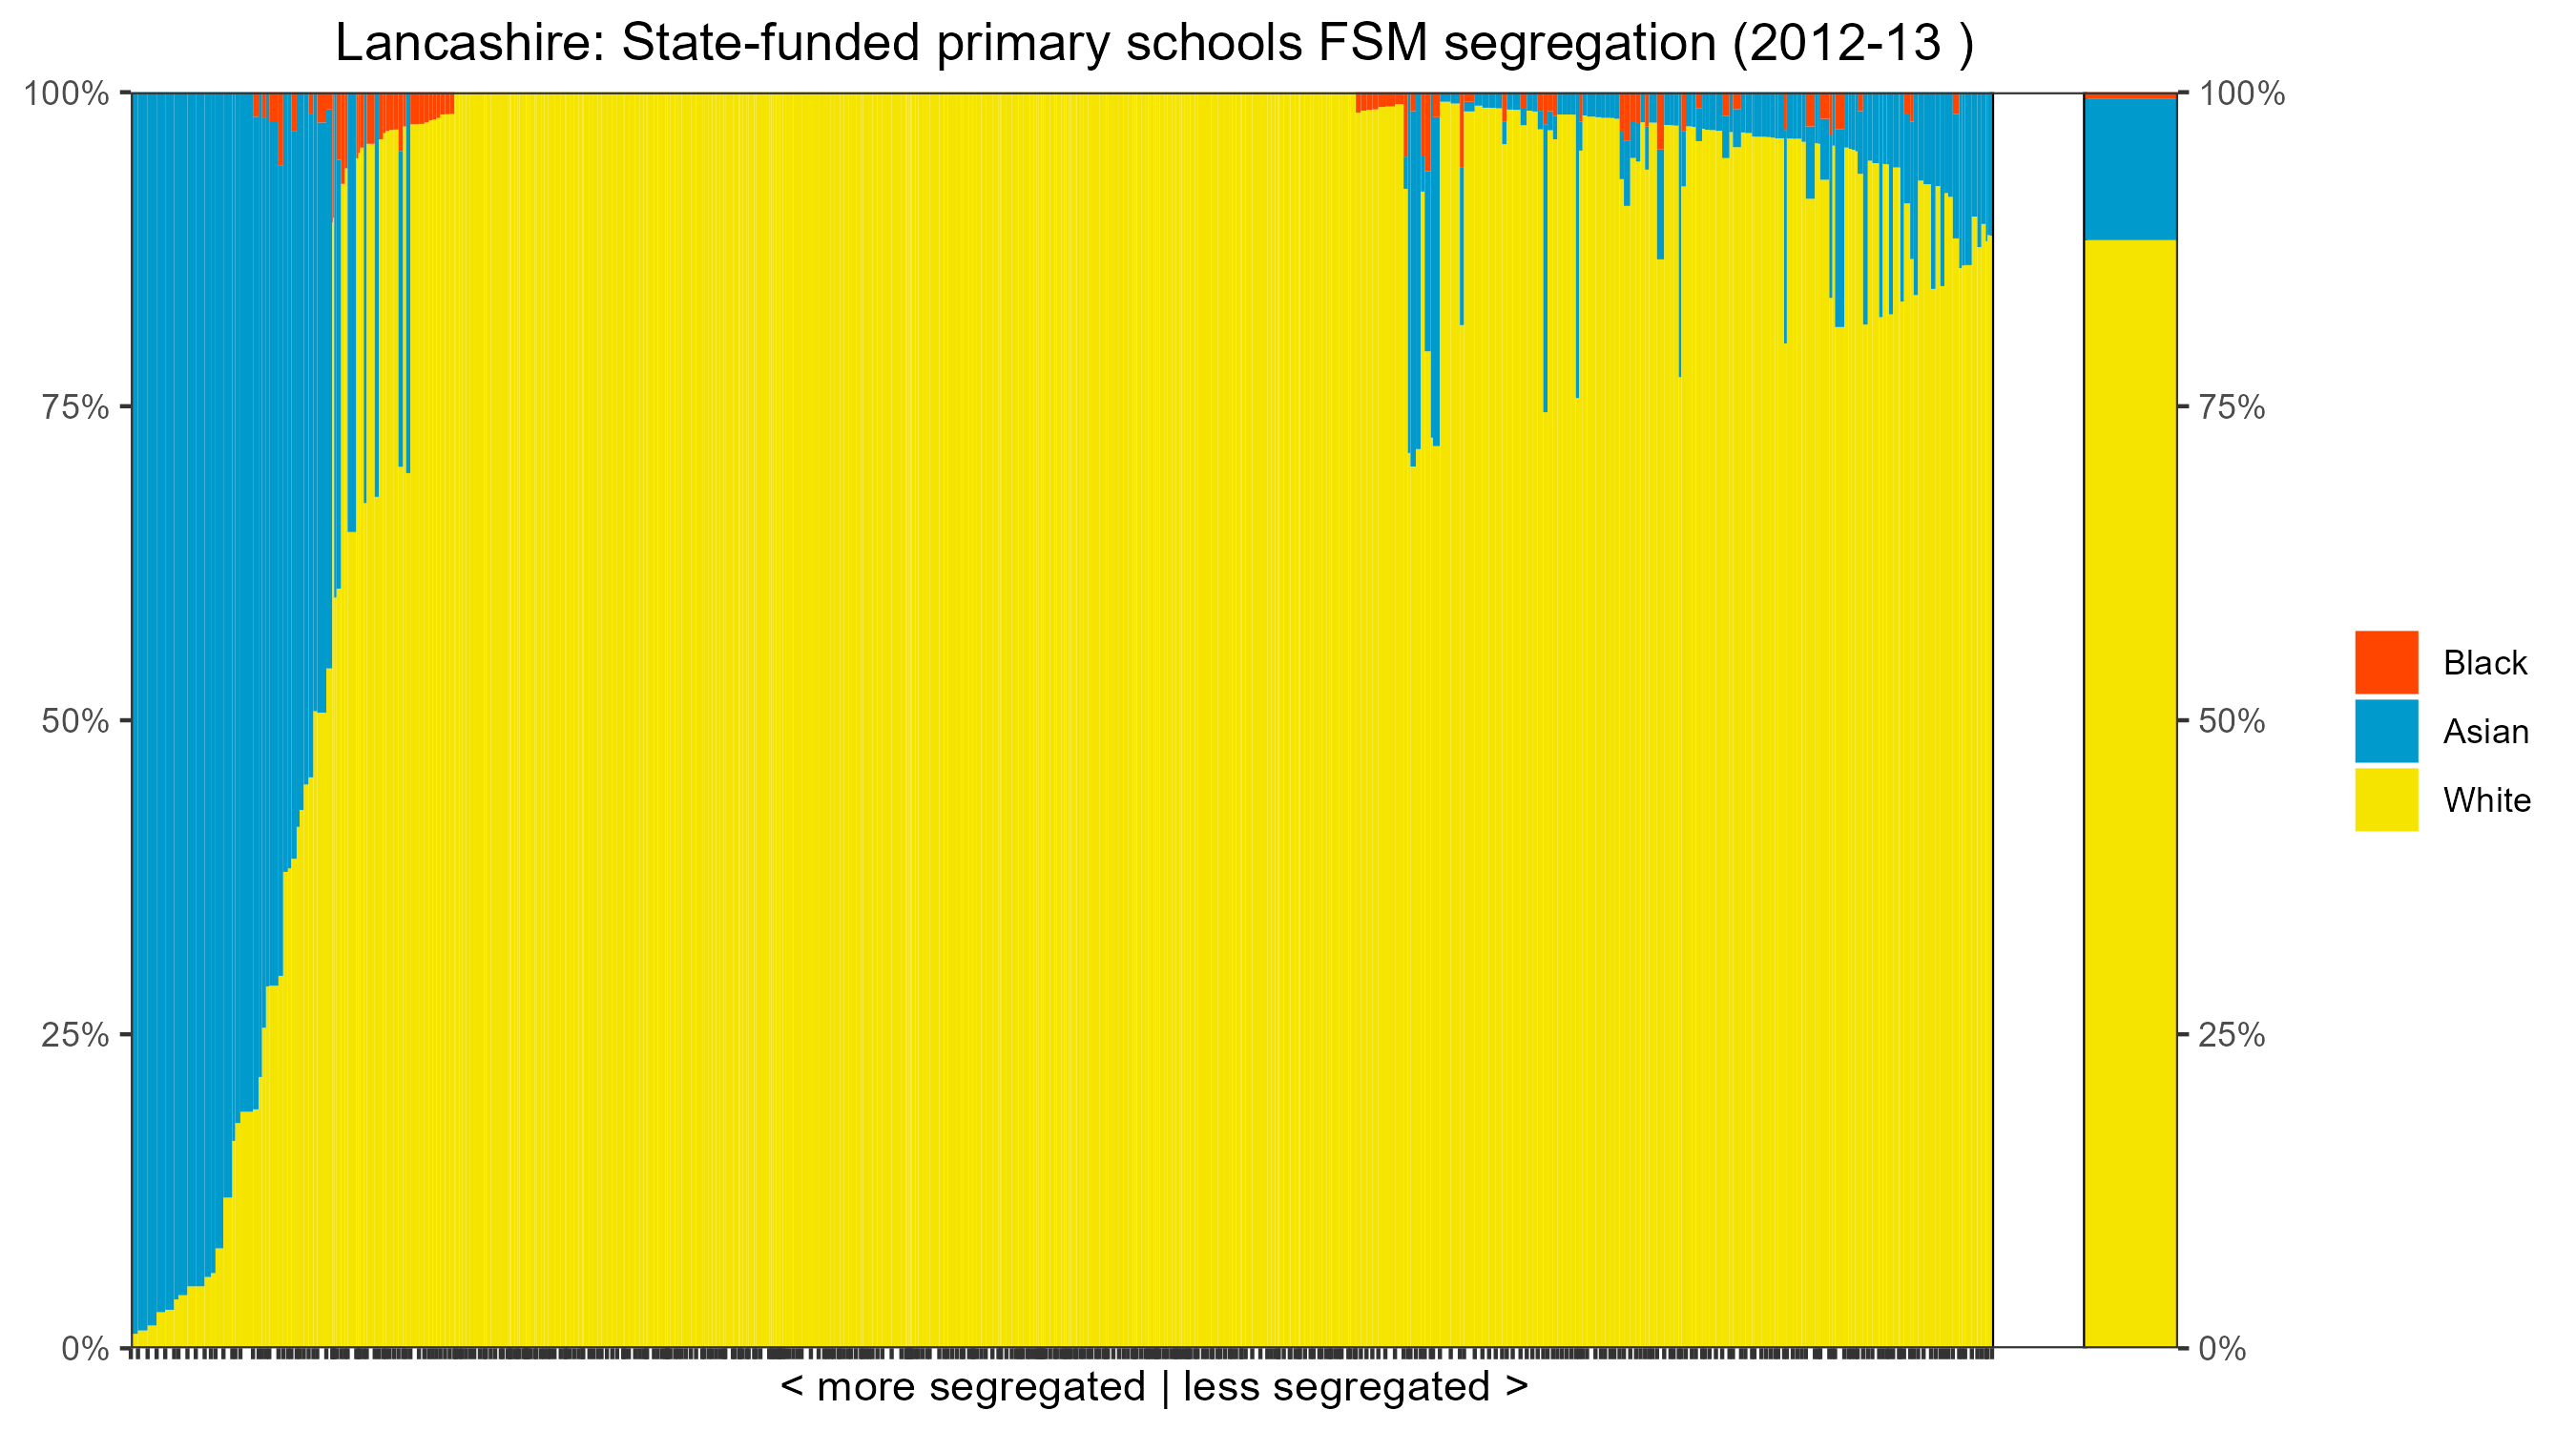 Lancashire: State-funded primary schools FSM segregation (2012-13 )
100%
75%
50%
25%
0%
100%
75%
50%
25%
0%
Black
Asian
White
< more segregated | less segregated >